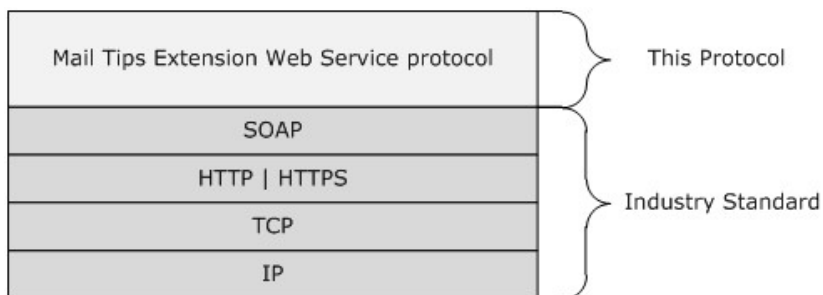 Mail Tips Extension Web Service protocol
This Protocol
SOAP
HTTP | HTTPS
TCP
IP
Industry Standard